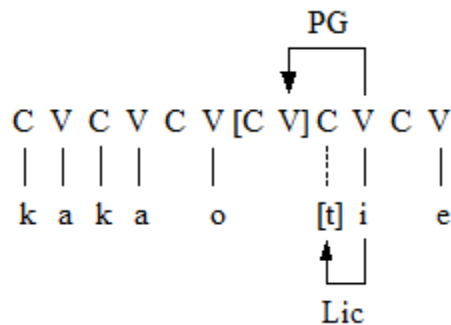 PG
C V C V C V [C V] C V C V
k a k a o [t] i e
Lic